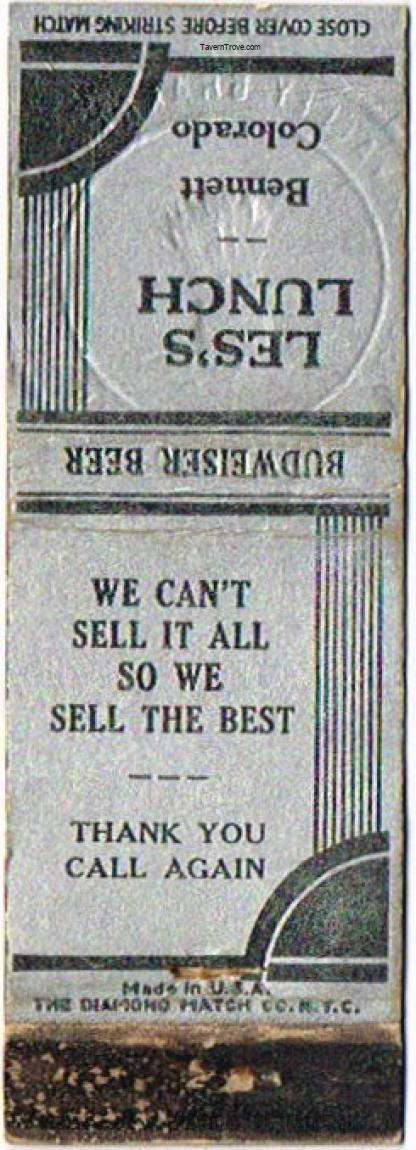 CLOSE COVER BEFORE STRIKING MATCH
TavernTrove.com
LES'S
LUNCH
Bennett
Colorado
BUDWEISER BEER
WE CAN'T
SELL IT ALL
SO WE
SELL THE BEST
THANK YOU
CALL AGAIN
Made in U.S.A.
THE DIAMOND MATCH CO. N.Y.C.